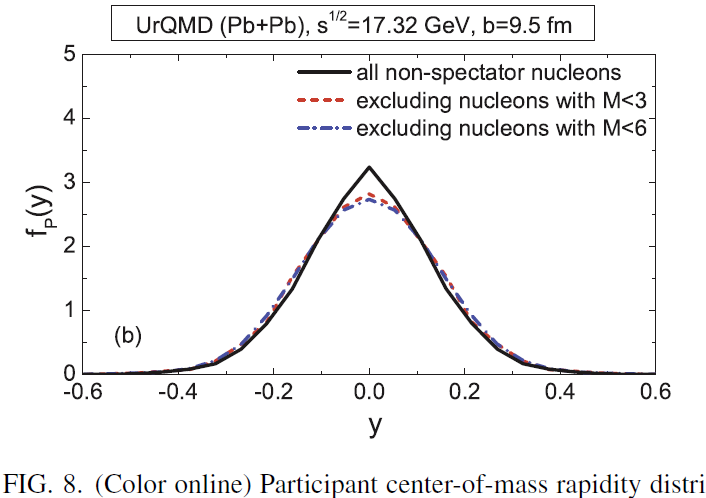 UrQMD (Pb+Pb), s^1/2=17.32 GeV, b=9.5 fm
5
all non-spectator nucleons
excluding nucleons with M<3
excluding nucleons with M<6
4
3
2
1
0
f_P(y)
(b)
-0.6 -0.4 -0.2 0.0 0.2 0.4 0.6
y
FIG. 8. (Color online) Participant center-of-mass rapidity distri